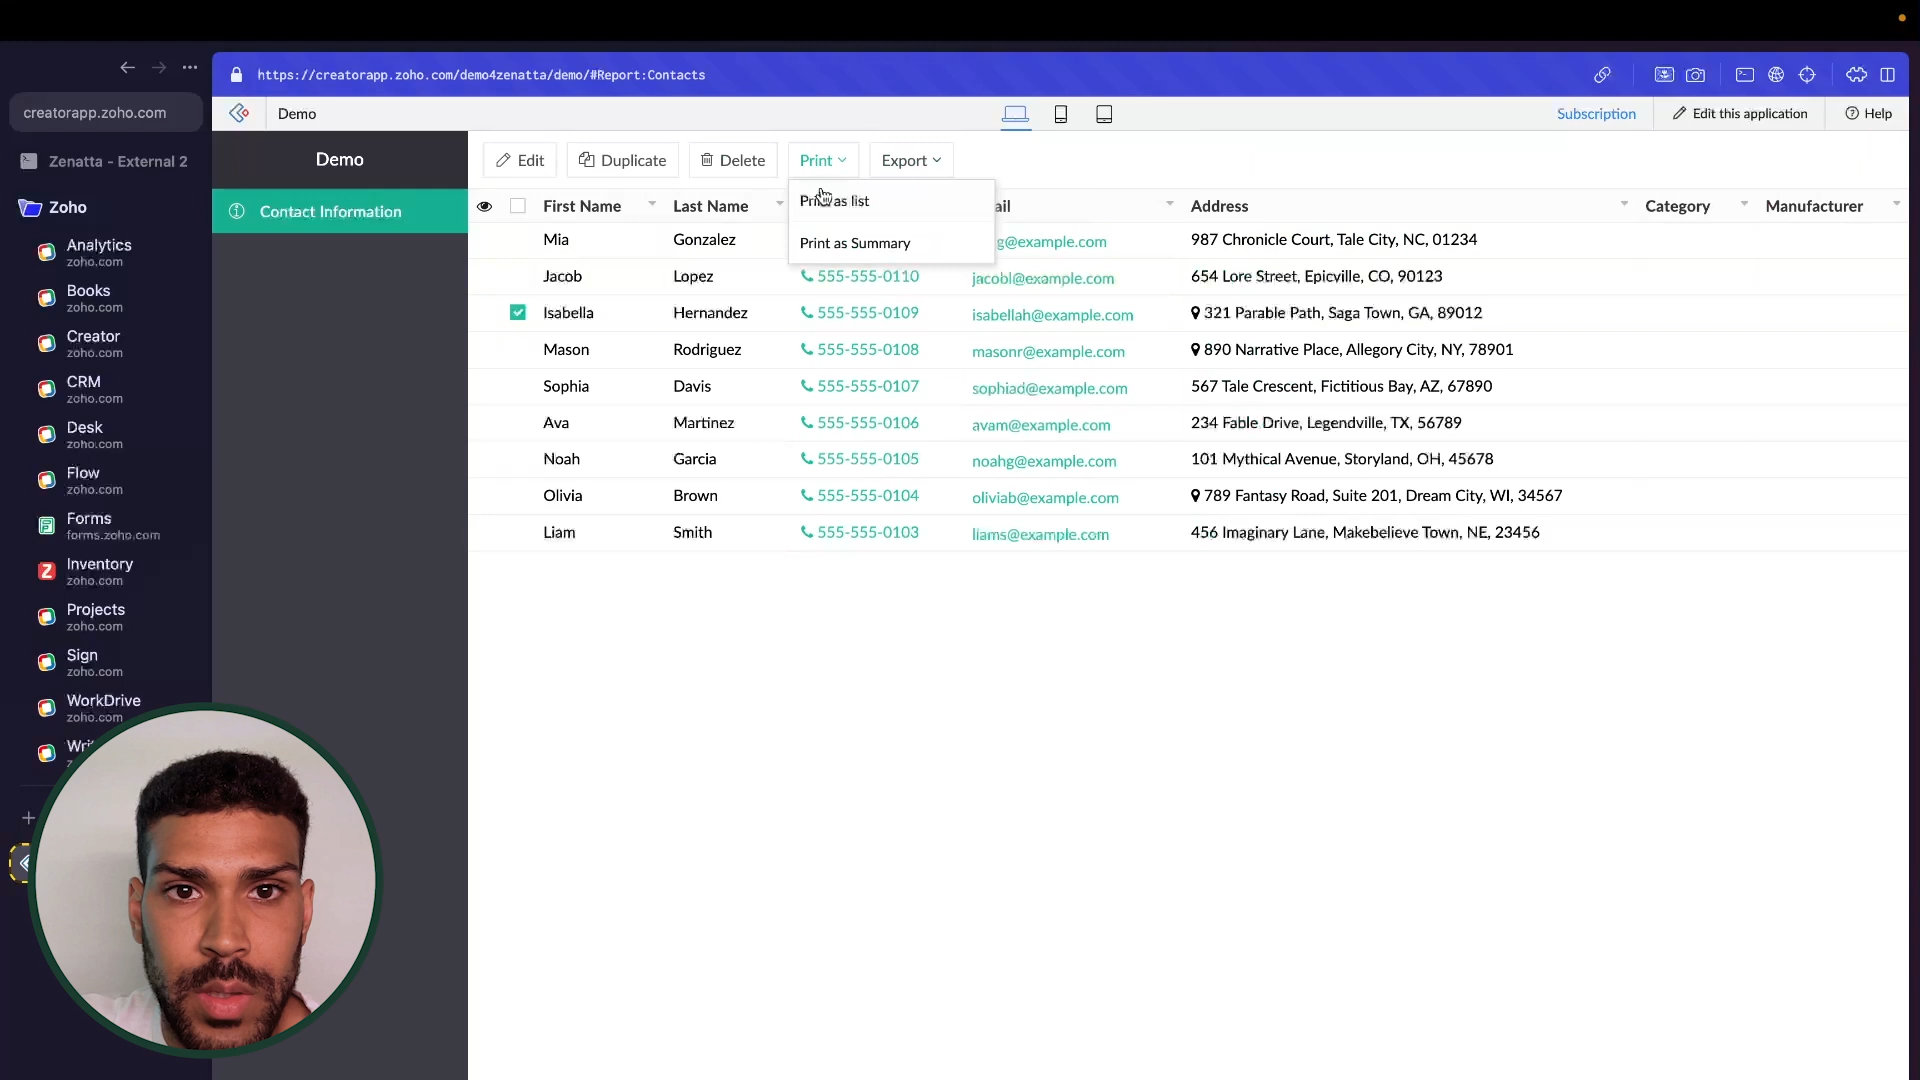 https://creatorapp.zoho.com/demo4zenatta/demo/#Report:Contacts
creatorapp.zoho.com
Demo
Subscription
Edit this application
Help
Zenatta - External 2
Zoho
Analytics
zoho.com
Books
zoho.com
Creator
zoho.com
CRM
zoho.com
Desk
zoho.com
Flow
zoho.com
Forms
forms.zoho.com
Inventory
zoho.com
Projects
zoho.com
Sign
zoho.com
WorkDrive
zoho.com
Demo
Contact Information
Edit Duplicate Delete Print Export
Print as list
Print as Summary
First Name Last Name Address Category Manufacturer
Mia Gonzalez g@example.com 987 Chronicle Court, Tale City, NC, 01234
Jacob Lopez 555-555-0110 jacobl@example.com 654 Lore Street, Epicville, CO, 90123
Isabella Hernandez 555-555-0109 isabellah@example.com 321 Parable Path, Saga Town, GA, 89012
Mason Rodriguez 555-555-0108 masonr@example.com 890 Narrative Place, Allegory City, NY, 78901
Sophia Davis 555-555-0107 sophiad@example.com 567 Tale Crescent, Fictitious Bay, AZ, 67890
Ava Martinez 555-555-0106 avam@example.com 234 Fable Drive, Legendville, TX, 56789
Noah Garcia 555-555-0105 noahg@example.com 101 Mythical Avenue, Storyland, OH, 45678
Olivia Brown 555-555-0104 oliviab@example.com 789 Fantasy Road, Suite 201, Dream City, WI, 34567
Liam Smith 555-555-0103 liams@example.com 456 Imaginary Lane, Makebelieve Town, NE, 23456